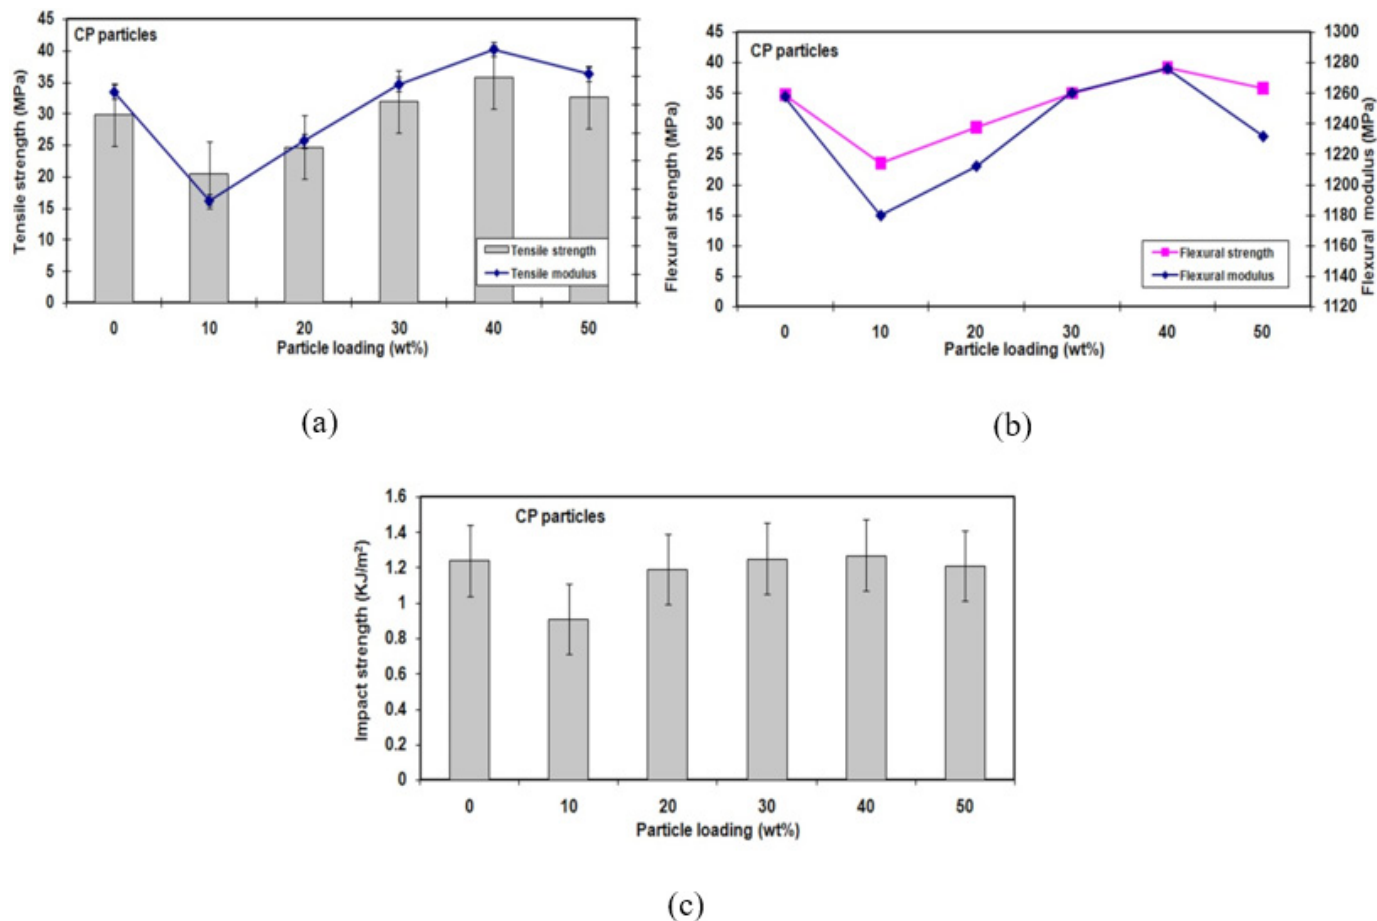 CP particles
Tensile strength (MPa)
45
40
35
30
25
20
15
10
5
0
Tensile strength
Tensile modulus
0 10 20 30 40 50
Particle loading (wt%)
(a)
CP particles
Flexural strength (MPa)
45
40
35
30
25
20
15
10
5
0
1300
1280
1260
1240
1220
1200
1180
1160
1140
1120
Flexural modulus (MPa)
Flexural strength
Flexural modulus
0 10 20 30 40 50
Particle loading (wt%)
(b)
CP particles
Impact strength (KJ/m²)
1.6
1.4
1.2
1
0.8
0.6
0.4
0.2
0
0 10 20 30 40 50
Particle loading (wt%)
(c)